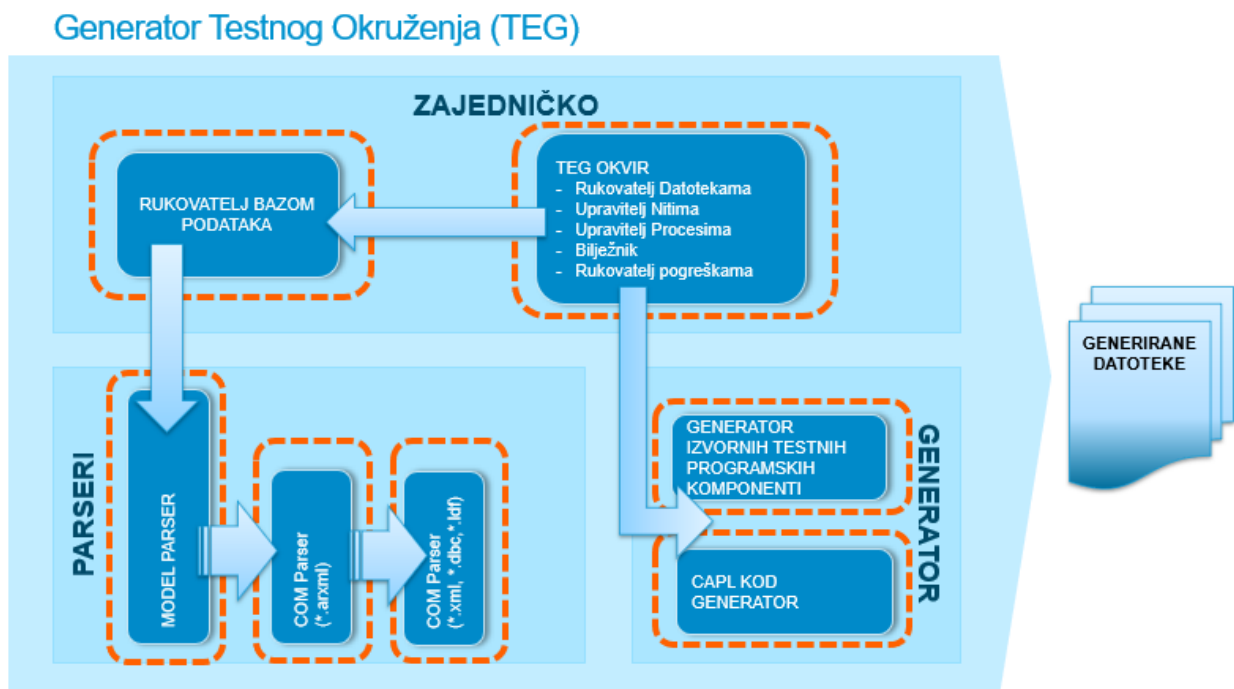 Generator Testnog Okruženja (TEG)
ZAJEDNIČKO
RUKOVATELJ BAZOM
PODATAKA
TEG OKVIR
- Rukovatelj Datotekama
- Upravitelj Nitima
- Upravitelj Procesima
- Bilježnik
- Rukovatelj pogreškama
PARSERI
MODEL PARSER
COM Parser
(*.arxml)
COM Parser
(*.xml, *.dbc,*.ldf)
GENERATOR
IZVORNIH TESTNIH
PROGRAMSKIH
KOMPONENTI
CAPL KOD
GENERATOR
GENERATOR
GENERIRANE
DATOTEKE